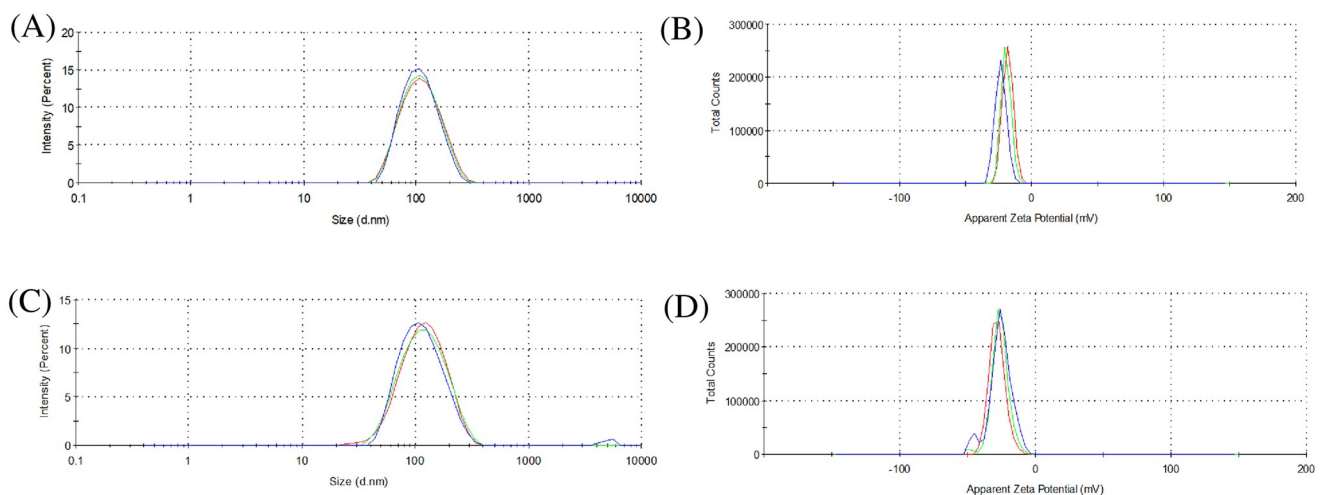 (A)
20
15
10
5
0
Intensity (Percent)
0.1 1 10 100 1000 10000
Size (d.nm)
(B)
300000
200000
100000
0
Total Counts
-100 0 100 200
Apparent Zeta Potential (mV)
(C)
15
10
5
0
Intensity (Percent)
0.1 1 10 100 1000 10000
Size (d.nm)
(D)
300000
200000
100000
0
Total Counts
-100 0 100 200
Apparent Zeta Potential (mV)